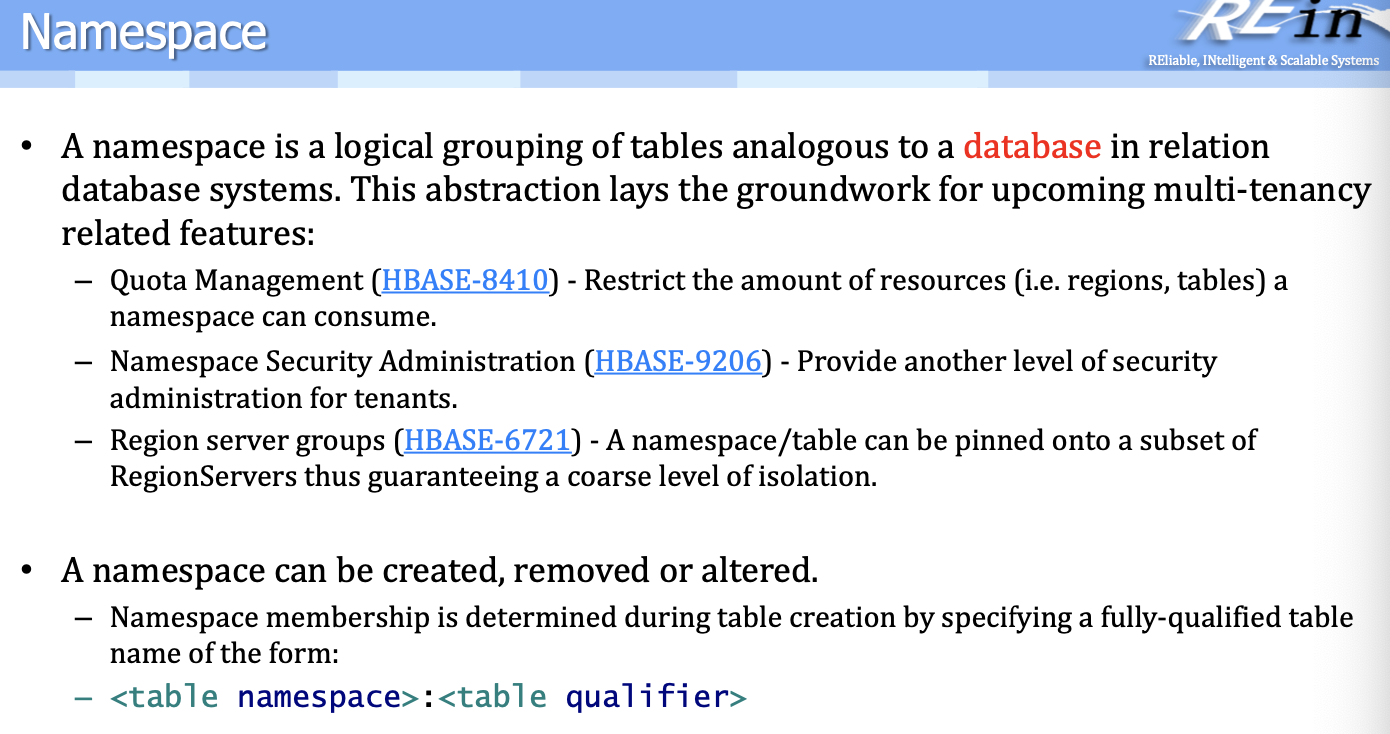 Namespace
REin
REliable, INtelligent & Scalable Systems
• A namespace is a logical grouping of tables analogous to a database in relation
database systems. This abstraction lays the groundwork for upcoming multi-tenancy
related features:
– Quota Management (HBASE-8410) - Restrict the amount of resources (i.e. regions, tables) a
namespace can consume.
– Namespace Security Administration (HBASE-9206) - Provide another level of security
administration for tenants.
– Region server groups (HBASE-6721) - A namespace/table can be pinned onto a subset of
RegionServers thus guaranteeing a coarse level of isolation.
• A namespace can be created, removed or altered.
– Namespace membership is determined during table creation by specifying a fully-qualified table
name of the form:
– <table namespace>:<table qualifier>